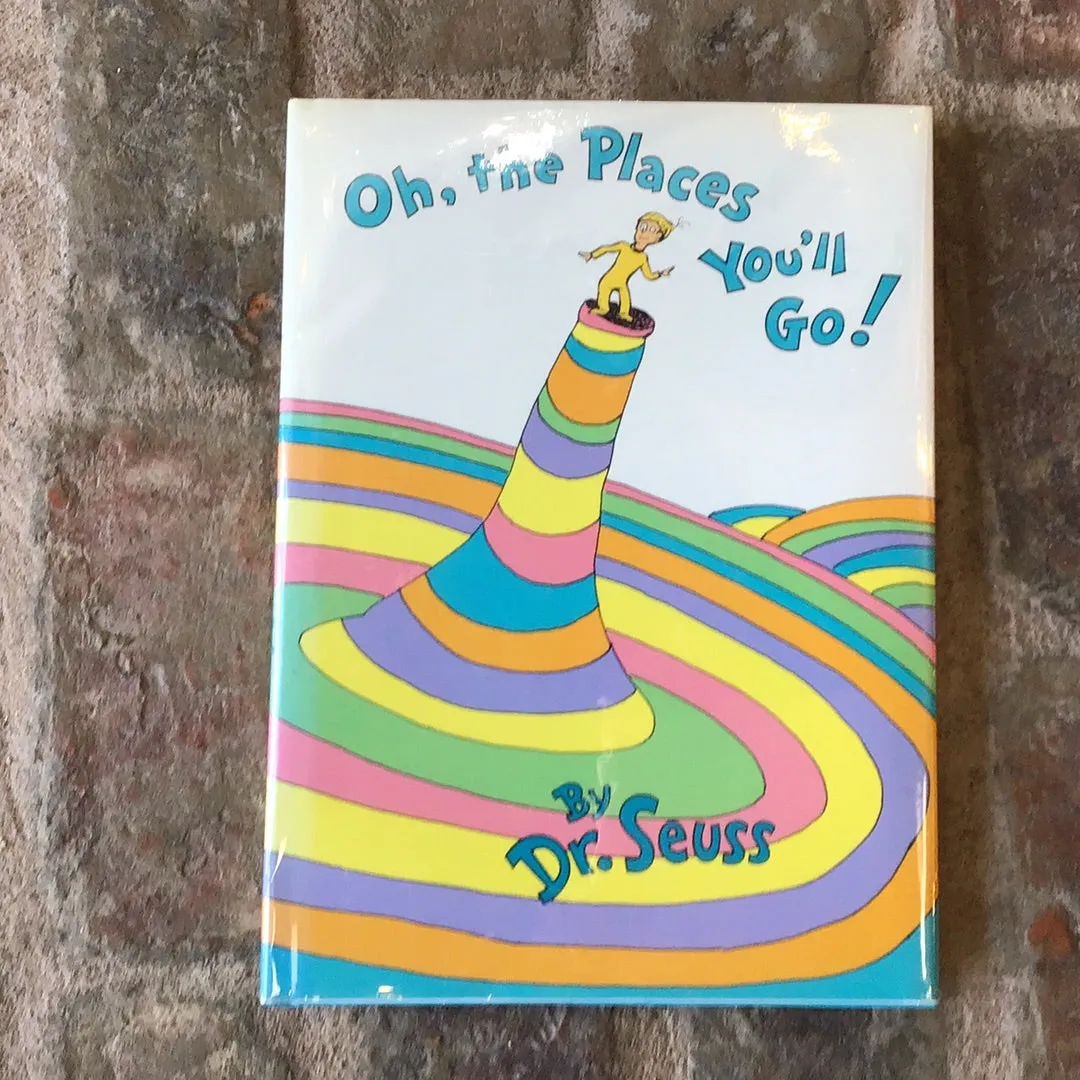 Oh, the Places
You'll
Go!
By
Dr. Seuss